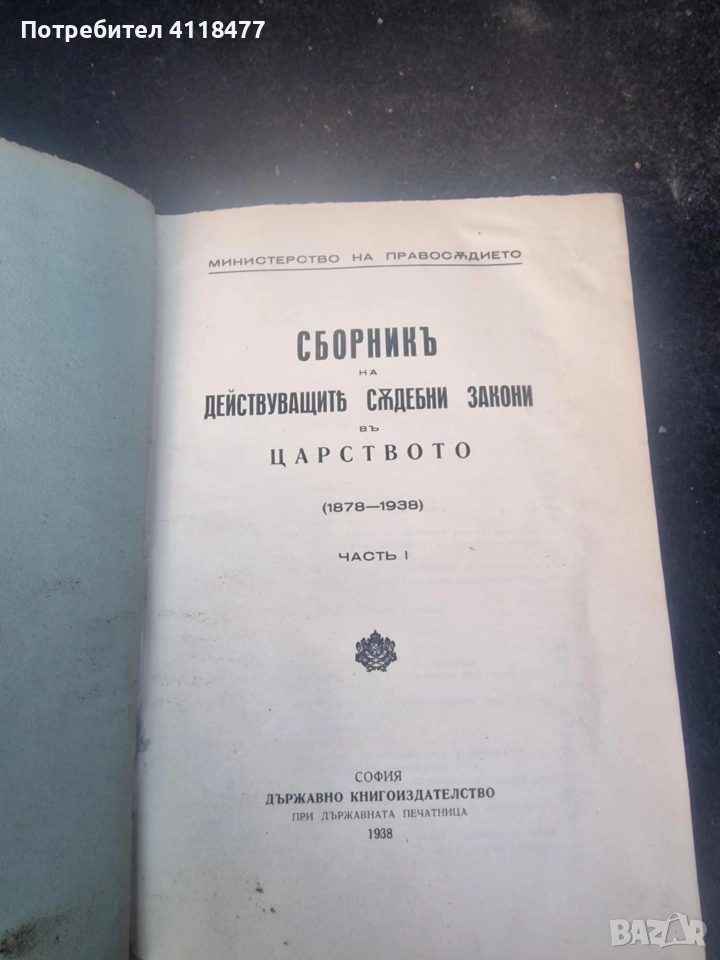 Потребител 4118477
МИНИСТЕРСТВО НА ПРАВОСѪДИЕТО
СБОРНИКЪ
НА
ДЕЙСТВУВАЩИТѢ СѪДЕБНИ ЗАКОНИ
ВЪ
ЦАРСТВОТО
(1878—1938)
ЧАСТЬ I
СОФИЯ
ДЪРЖАВНО КНИГОИЗДАТЕЛСТВО
ПРИ ДЪРЖАВНАТА ПЕЧАТНИЦА
1938
BAZAR